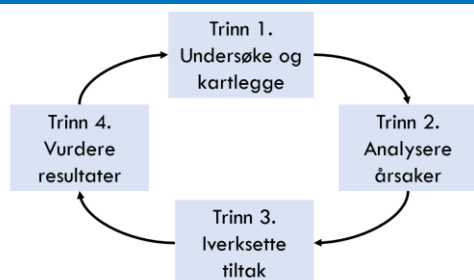 Trinn 1.
Undersøke og
kartlegge
Trinn 2.
Analysere
årsaker
Trinn 3.
Iverksette
tiltak
Trinn 4.
Vurdere
resultater